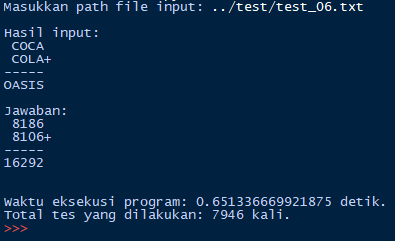 Masukkan path file input: ../test/test_06.txt
Hasil input:
COCA
COLA+
-----
OASIS
Jawaban:
8186
8106+
-----
16292
Waktu eksekusi program: 0.651336669921875 detik.
Total tes yang dilakukan: 7946 kali.
>>>